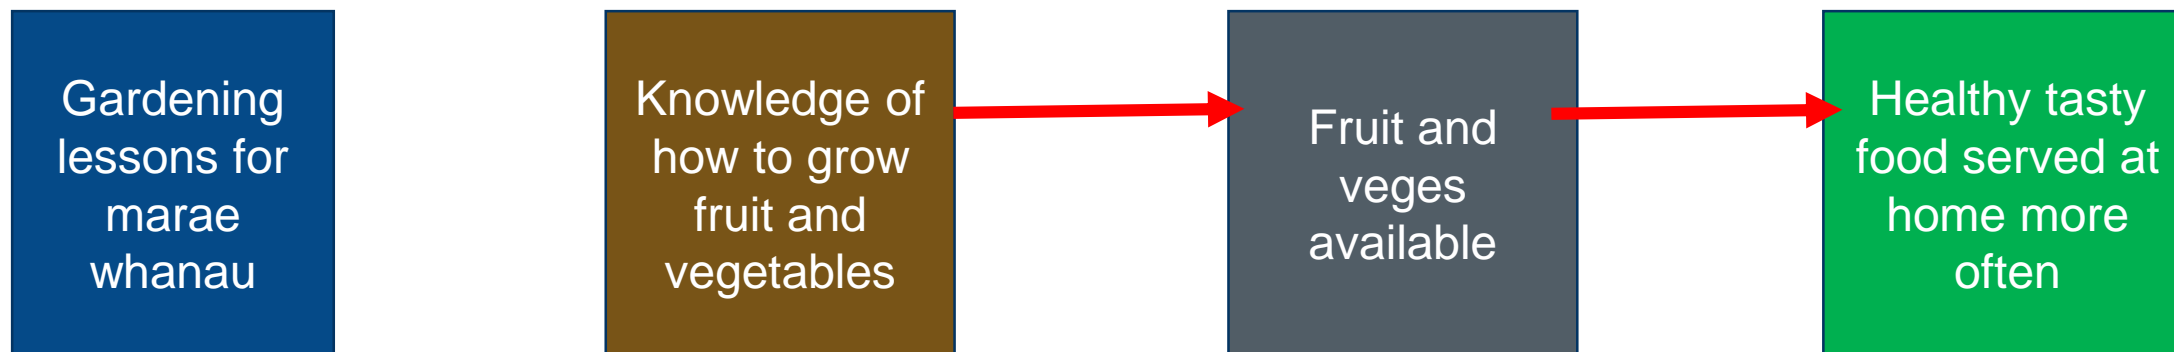 Gardening
lessons for
marae
whanau
Knowledge of
how to grow
fruit and
vegetables
Fruit and
veges
available
Healthy tasty
food served at
home more
often